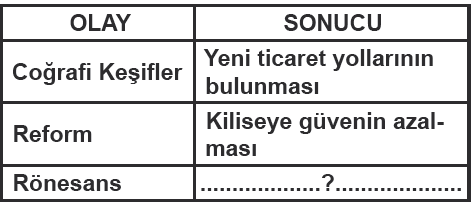 OLAY SONUCU
Coğrafi Keşifler Yeni ticaret yollarının
bulunması
Reform Kiliseye güvenin azal-
ması
Rönesans ...................?....................